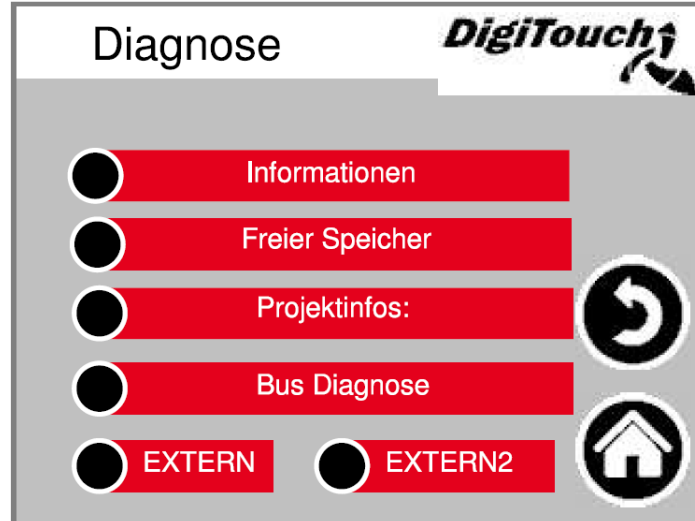 Diagnose
DigiTouch
Informationen
Freier Speicher
Projektinfos:
Bus Diagnose
EXTERN
EXTERN2